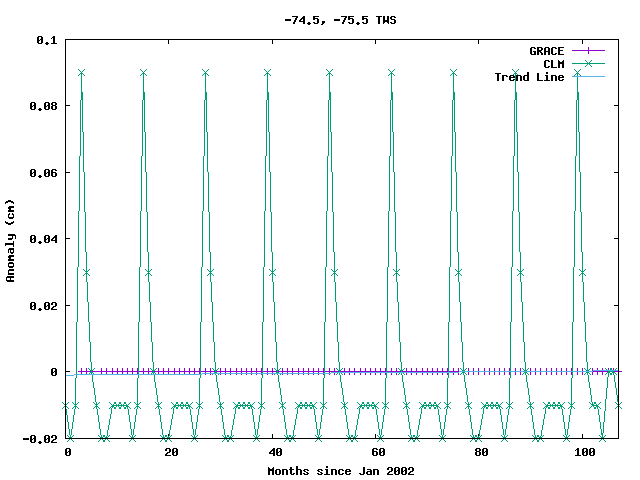 -74.5, -75.5 TWS
0.1
GRACE
CLM
Trend Line
0.08
0.06
0.04
0.02
0
-0.02
Anomaly (cm)
0 20 40 60 80 100
Months since Jan 2002